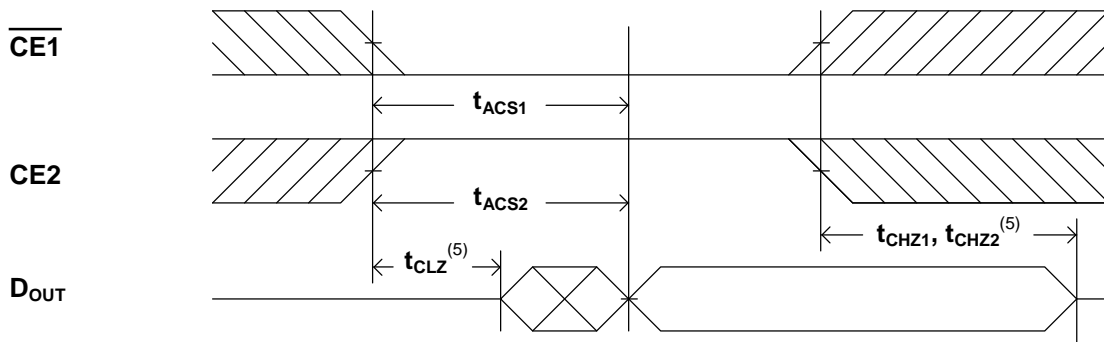 CE1
tACS1
CE2
tACS2
tCHZ1, tCHZ2(5)
tCLZ(5)
DOUT